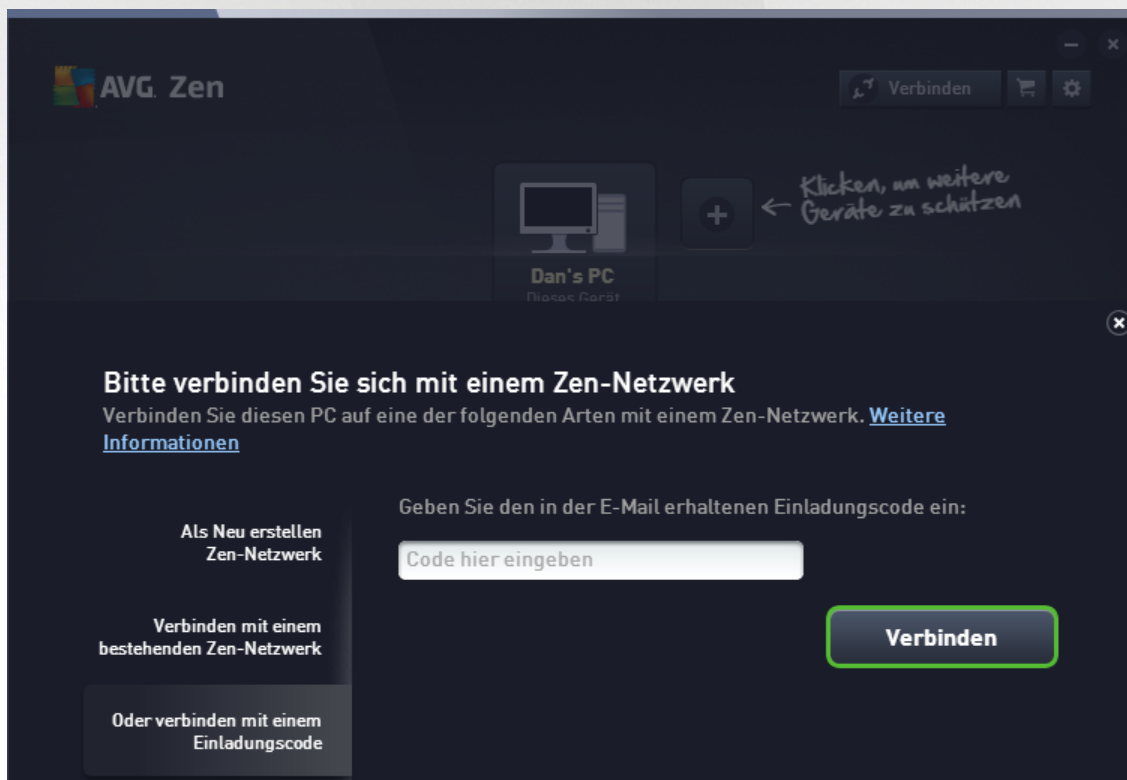 AVG. Zen
Verbinden
Klicken, um weitere
Geräte zu schützen
Dan's PC
Dieses Gerät
Bitte verbinden Sie sich mit einem Zen-Netzwerk
Verbinden Sie diesen PC auf eine der folgenden Arten mit einem Zen-Netzwerk. Weitere
Informationen
Als Neu erstellen
Zen-Netzwerk
Verbinden mit einem
bestehenden Zen-Netzwerk
Oder verbinden mit einem
Einladungscode
Geben Sie den in der E-Mail erhaltenen Einladungscode ein:
Code hier eingeben
Verbinden